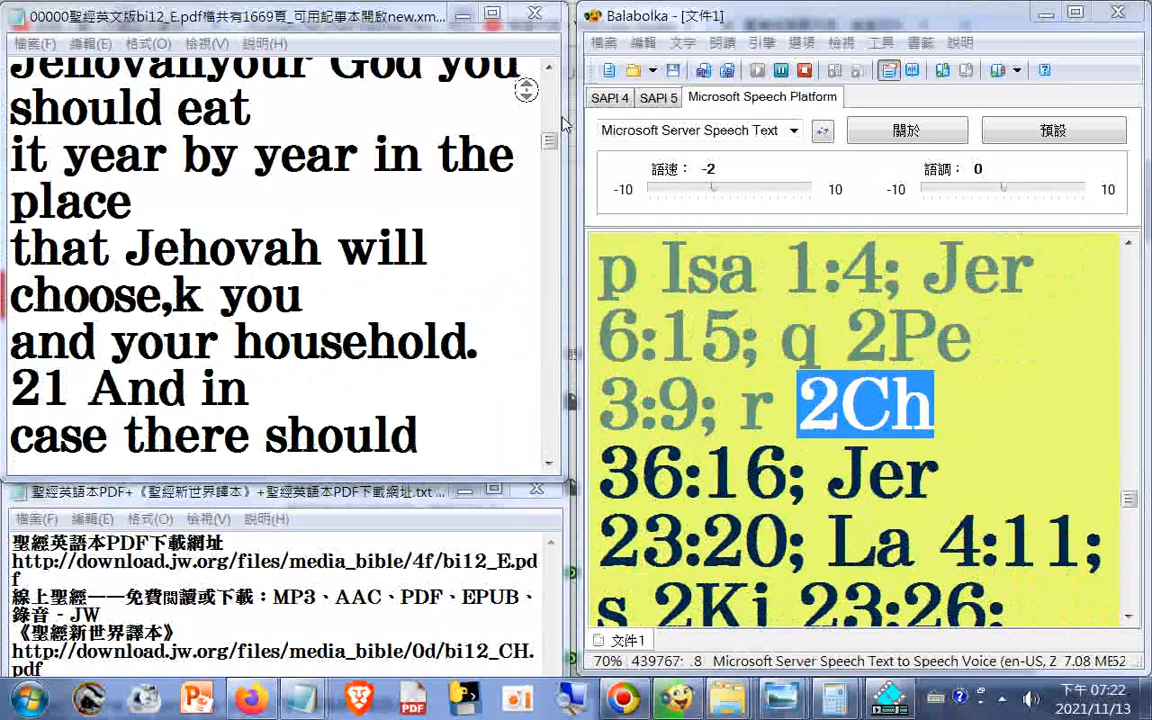 00000聖經英文版bi12_E.pdf檔共有1669頁_可用記事本開啟new.xm...
檔案(F) 編輯(E) 格式(O) 檢視(V) 說明(H)
Jehovahyour God you
should eat
it year by year in the
place
that Jehovah will
choose,k you
and your household.
21 And in
case there should
聖經英語本PDF+《聖經新世界譯本》+聖經英語本PDF下載網址.txt ...
檔案(F) 編輯(E) 格式(O) 檢視(V) 說明(H)
聖經英語本PDF下載網址
http://download.jw.org/files/media_bible/4f/bi12_E.pd
f
線上聖經——免費閱讀或下載：MP3、AAC、PDF、EPUB、
錄音 - JW
《聖經新世界譯本》
http://download.jw.org/files/media_bible/0d/bi12_CH.
pdf
Balabolka - [文件1]
檔案 編輯 文字 朗讀 引擎 選項 檢視 工具 書籤 說明
SAPI 4 SAPI 5 Microsoft Speech Platform
Microsoft Server Speech Text 關於 預設
語速： -2 語調： 0
-10 10 -10 10
p Isa 1:4; Jer
6:15; q 2Pe
3:9; r 2Ch
36:16; Jer
23:20; La 4:11;
s 2Ki 23:26;
文件1
70% 439767: .8 Microsoft Server Speech Text to Speech Voice (en-US, Z 7.08 ME52
PDF
下午 07:22
2021/11/13